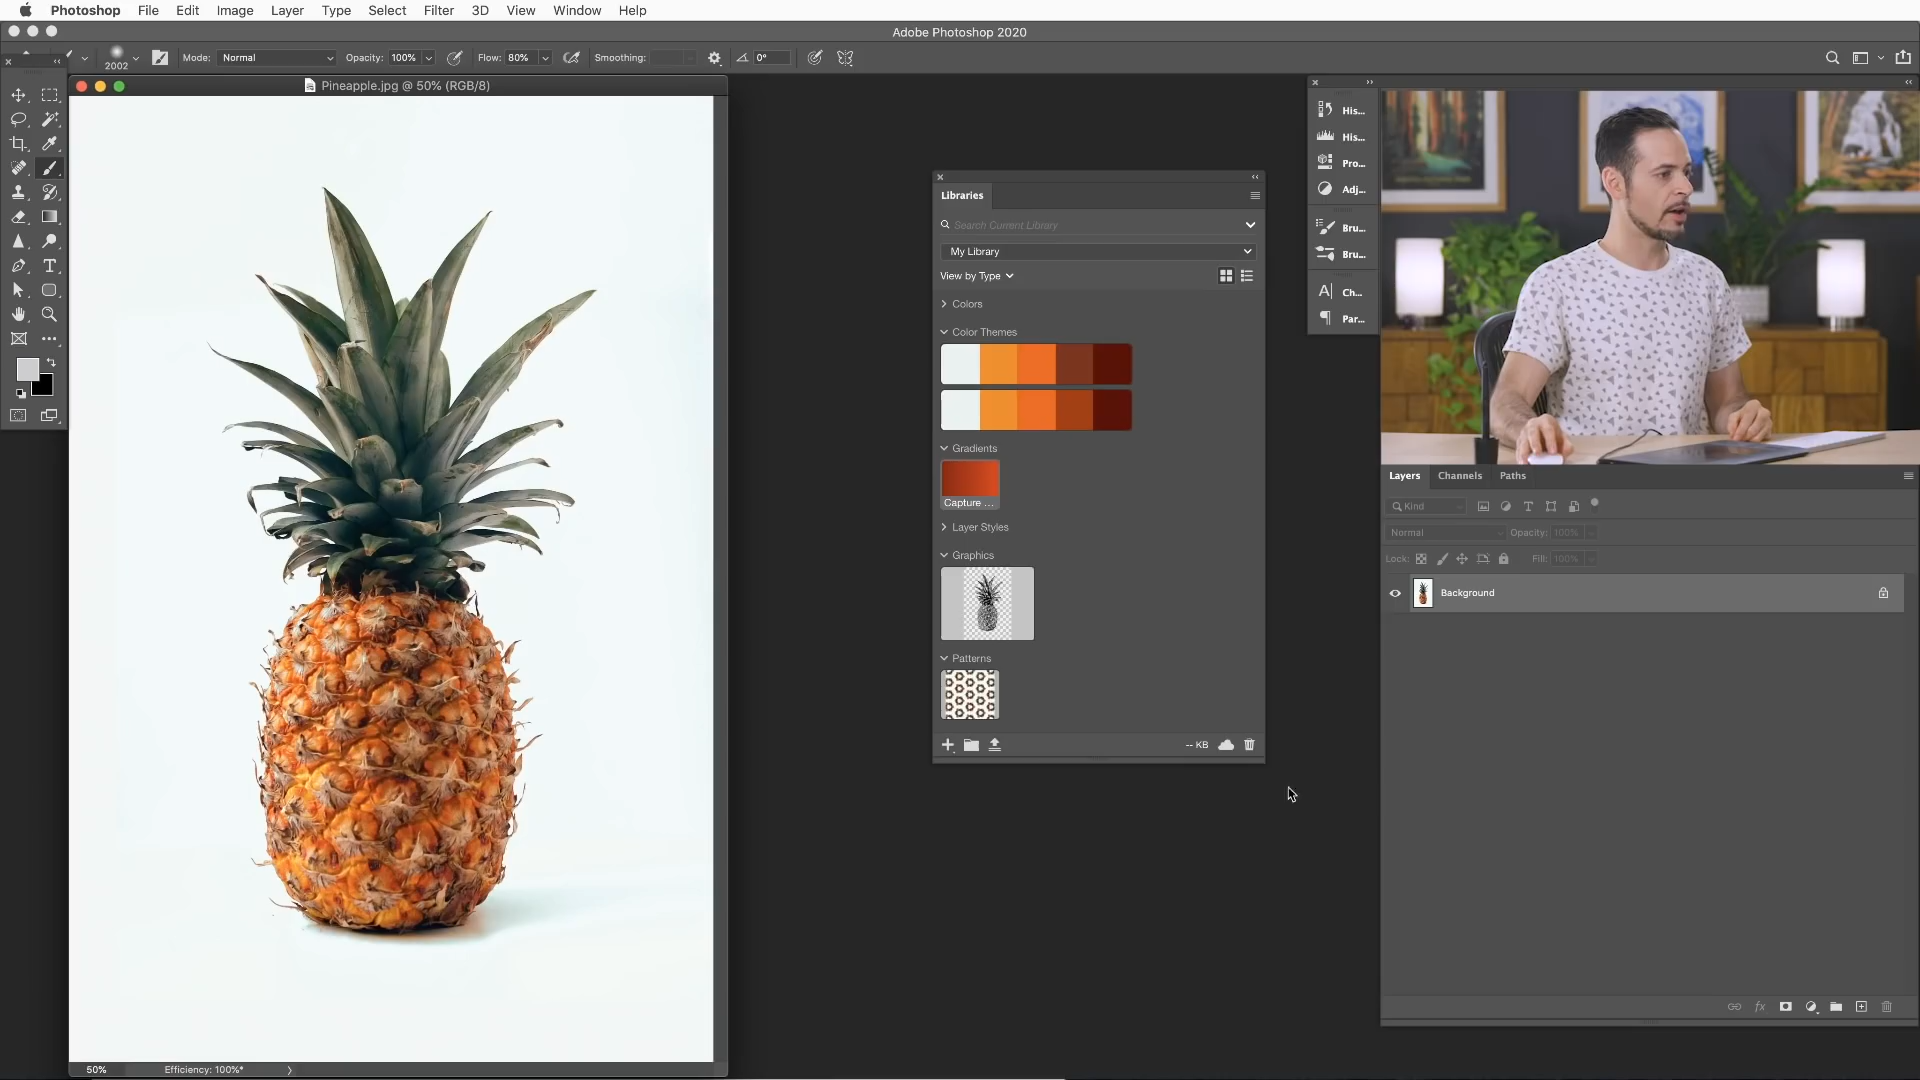 Photoshop File Edit Image Layer Type Select Filter 3D View Window Help
Adobe Photoshop 2020
2002 Mode: Normal Opacity: 100% Flow: 80% Smoothing: 0°
Pineapple.jpg @ 50% (RGB/8)
Libraries
Search Current Library
My Library
View by Type
Colors
Color Themes
Gradients
Capture ...
Layer Styles
Graphics
Patterns
-- KB
His...
His...
Pro...
Adj...
Bru...
Bru...
Ch...
Par...
Layers Channels Paths
Kind
Normal Opacity: 100%
Lock: Fill: 100%
Background
50% Efficiency: 100%*